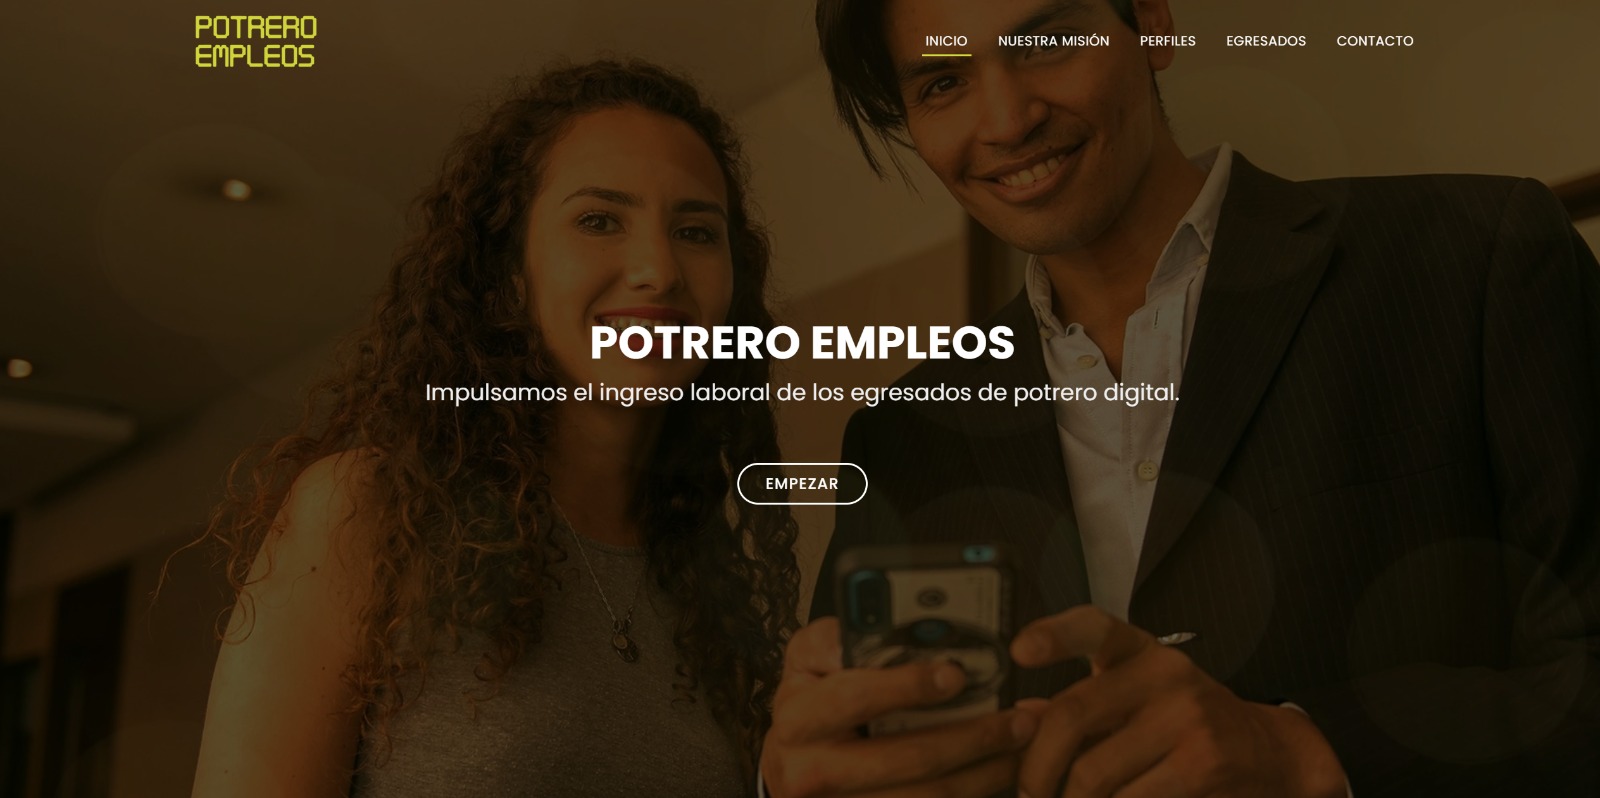 POTRERO
EMPLEOS
INICIO NUESTRA MISIÓN PERFILES EGRESADOS CONTACTO
POTRERO EMPLEOS
Impulsamos el ingreso laboral de los egresados de potrero digital.
EMPEZAR